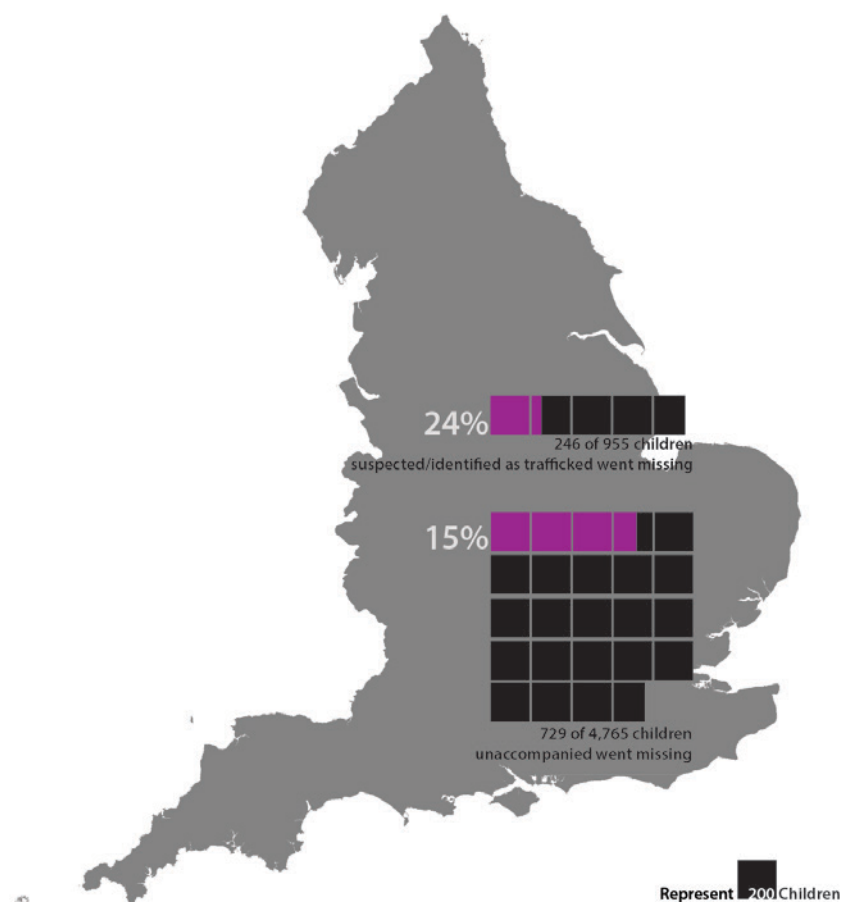 24%
246 of 955 children
suspected/identified as trafficked went missing
15%
729 of 4,765 children
unaccompanied went missing
Represent 200 Children